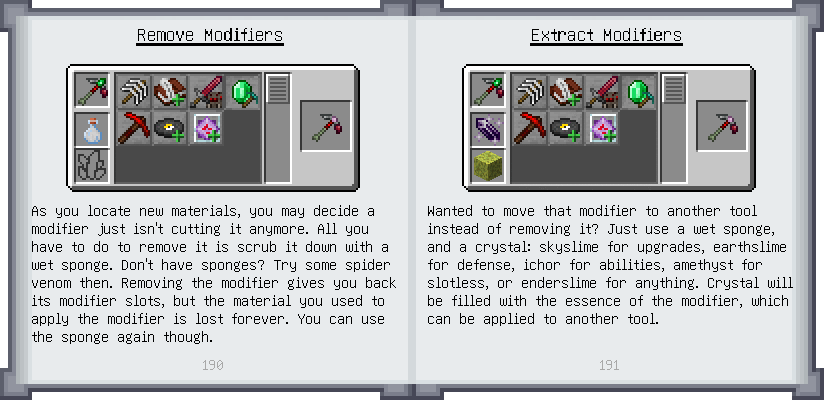 Remove Modifiers
As you locate new materials, you may decide a
modifier just isn't cutting it anymore. All you
have to do to remove it is scrub it down with a
wet sponge. Don't have sponges? Try some spider
venom then. Removing the modifier gives you back
its modifier slots, but the material you used to
apply the modifier is lost forever. You can use
the sponge again though.
190
Extract Modifiers
Wanted to move that modifier to another tool
instead of removing it? Just use a wet sponge,
and a crystal: skyslime for upgrades, earthslime
for defense, ichor for abilities, amethyst for
slotless, or enderslime for anything. Crystal will
be filled with the essence of the modifier, which
can be applied to another tool.
191